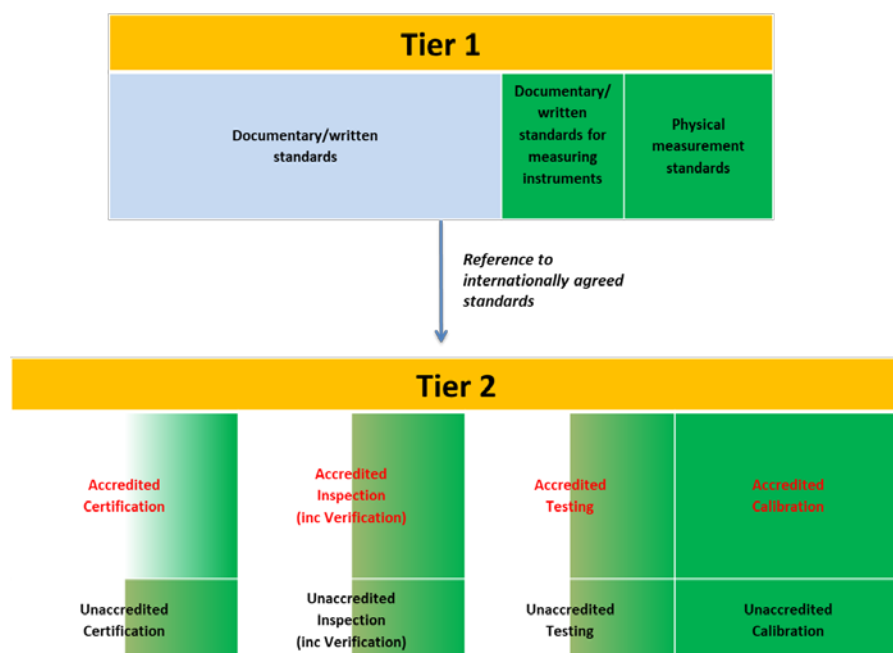 Tier 1
Documentary/written
standards
Documentary/
written
standards for
measuring
instruments
Physical
measurement
standards
Reference to
internationally agreed
standards
Tier 2
Accredited
Certification
Accredited
Inspection
(inc Verification)
Accredited
Testing
Accredited
Calibration
Unaccredited
Certification
Unaccredited
Inspection
(inc Verification)
Unaccredited
Testing
Unaccredited
Calibration